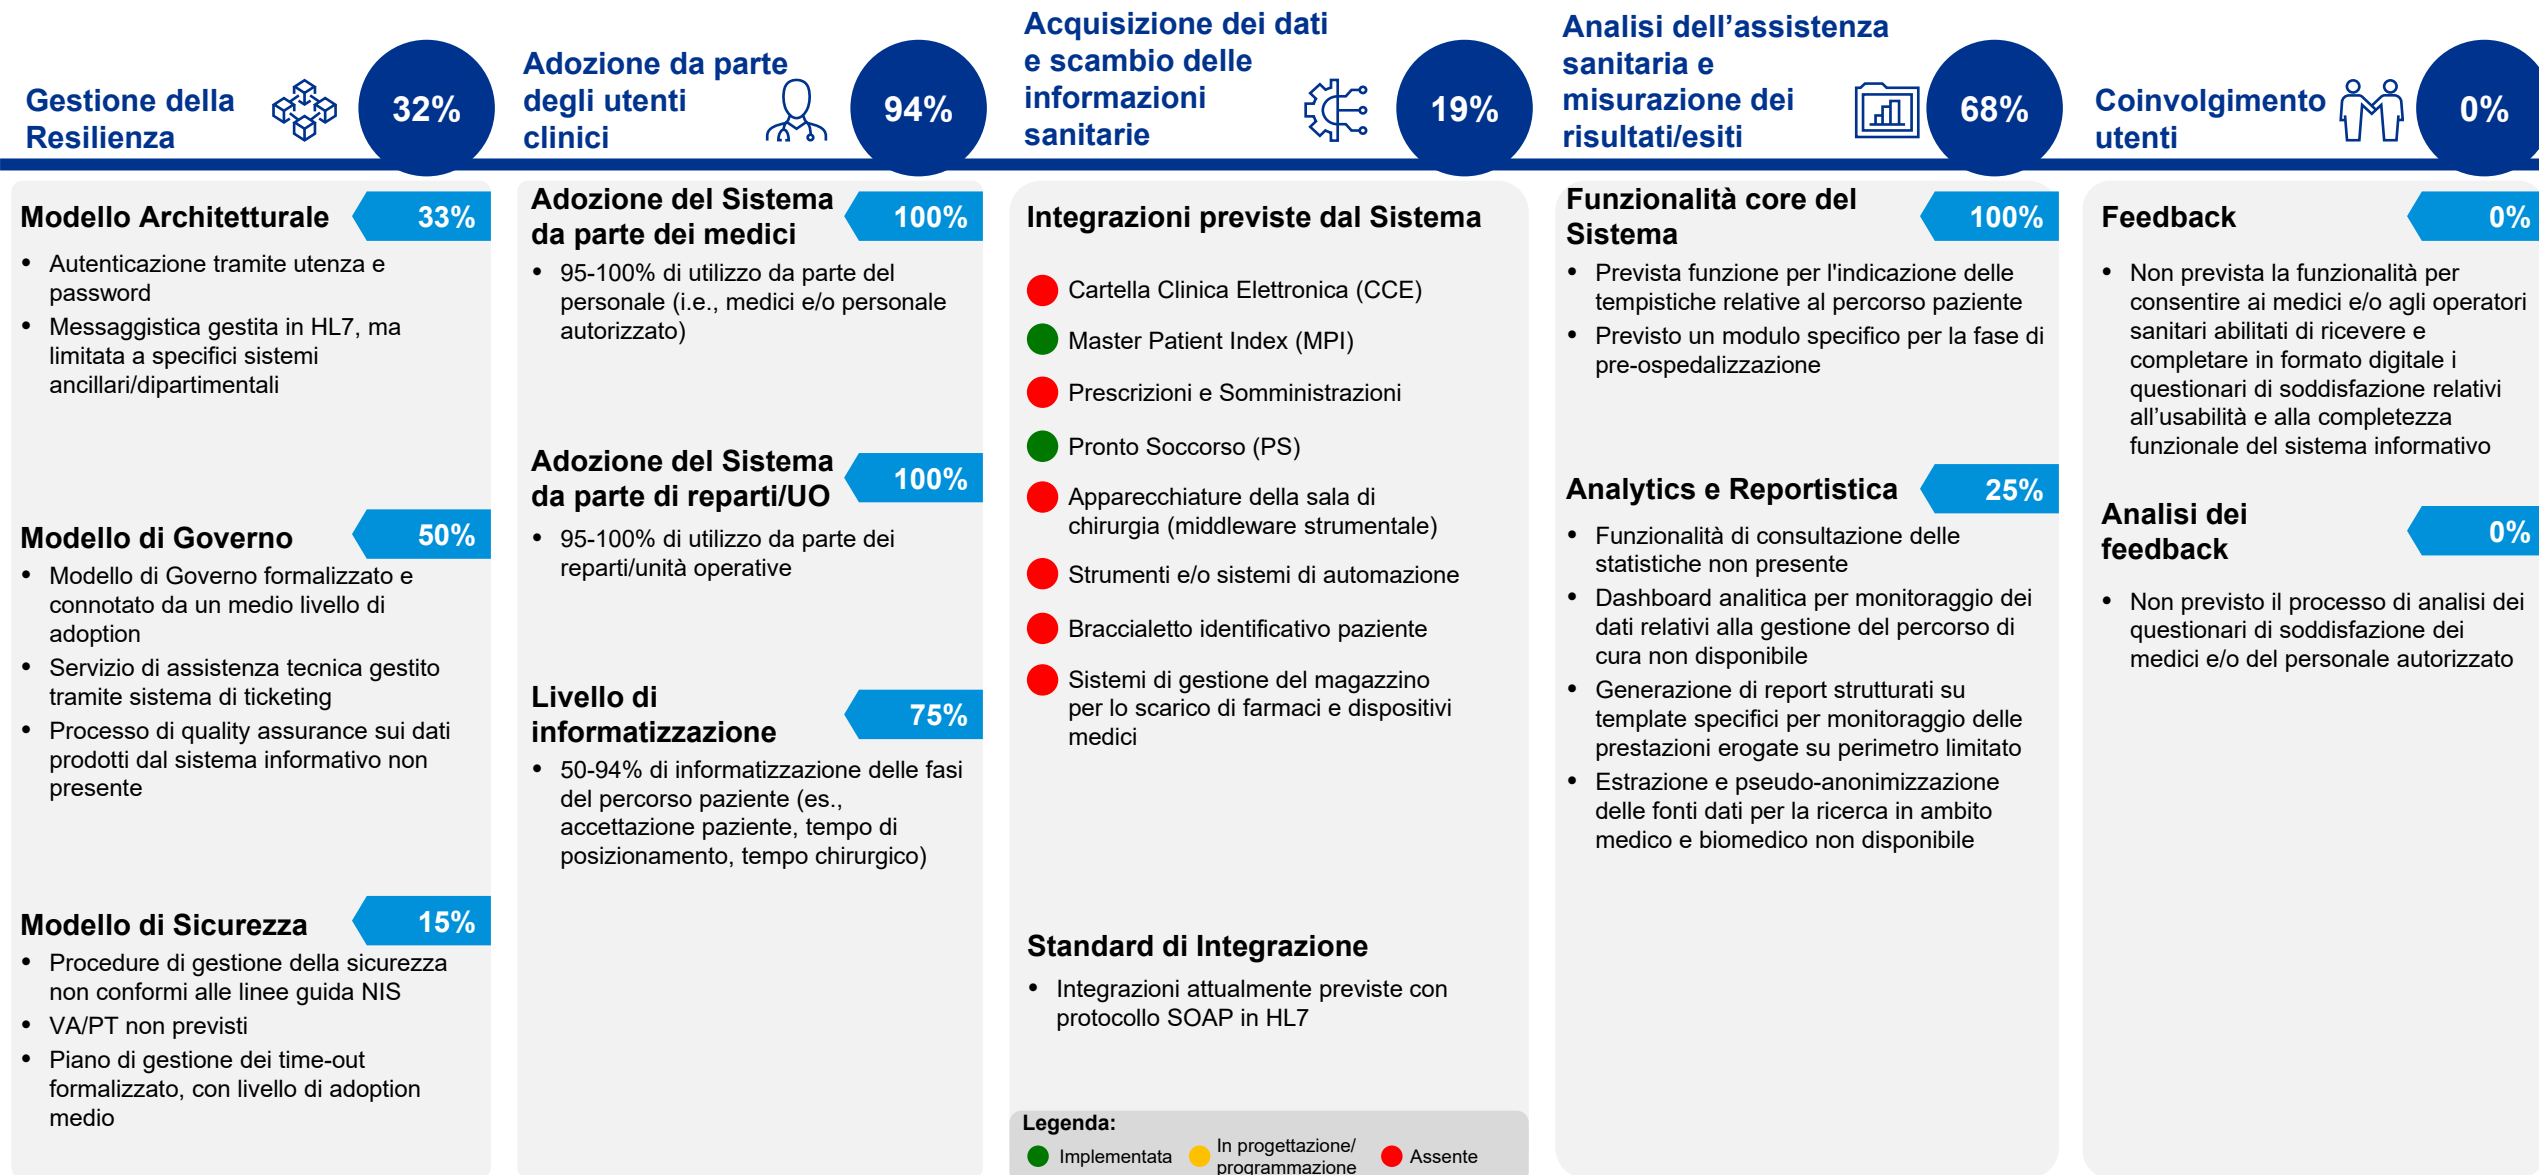 Gestione della
Resilienza
32%
Adozione da parte
degli utenti
clinici
94%
Acquisizione dei dati
e scambio delle
informazioni
sanitarie
19%
Analisi dell’assistenza
sanitaria e
misurazione dei
risultati/esiti
68%
Coinvolgimento
utenti
0%
Modello Architetturale
33%
• Autenticazione tramite utenza e
password
• Messaggistica gestita in HL7, ma
limitata a specifici sistemi
ancillari/dipartimentali
Modello di Governo
50%
• Modello di Governo formalizzato e
connotato da un medio livello di
adoption
• Servizio di assistenza tecnica gestito
tramite sistema di ticketing
• Processo di quality assurance sui dati
prodotti dal sistema informativo non
presente
Modello di Sicurezza
15%
• Procedure di gestione della sicurezza
non conformi alle linee guida NIS
• VA/PT non previsti
• Piano di gestione dei time-out
formalizzato, con livello di adoption
medio
Adozione del Sistema
da parte dei medici
100%
• 95-100% di utilizzo da parte del
personale (i.e., medici e/o personale
autorizzato)
Adozione del Sistema
da parte di reparti/UO
100%
• 95-100% di utilizzo da parte dei
reparti/unità operative
Livello di
informatizzazione
75%
• 50-94% di informatizzazione delle fasi
del percorso paziente (es.,
accettazione paziente, tempo di
posizionamento, tempo chirurgico)
Integrazioni previste dal Sistema
Cartella Clinica Elettronica (CCE)
Master Patient Index (MPI)
Prescrizioni e Somministrazioni
Pronto Soccorso (PS)
Apparecchiature della sala di
chirurgia (middleware strumentale)
Strumenti e/o sistemi di automazione
Braccialetto identificativo paziente
Sistemi di gestione del magazzino
per lo scarico di farmaci e dispositivi
medici
Standard di Integrazione
• Integrazioni attualmente previste con
protocollo SOAP in HL7
Legenda:
Implementata
In progettazione/
programmazione
Assente
Funzionalità core del
Sistema
100%
• Prevista funzione per l'indicazione delle
tempistiche relative al percorso paziente
• Previsto un modulo specifico per la fase di
pre-ospedalizzazione
Analytics e Reportistica
25%
• Funzionalità di consultazione delle
statistiche non presente
• Dashboard analitica per monitoraggio dei
dati relativi alla gestione del percorso di
cura non disponibile
• Generazione di report strutturati su
template specifici per monitoraggio delle
prestazioni erogate su perimetro limitato
• Estrazione e pseudo-anonimizzazione
delle fonti dati per la ricerca in ambito
medico e biomedico non disponibile
Feedback
0%
• Non prevista la funzionalità per
consentire ai medici e/o agli operatori
sanitari abilitati di ricevere e
completare in formato digitale i
questionari di soddisfazione relativi
all’usabilità e alla completezza
funzionale del sistema informativo
Analisi dei
feedback
0%
• Non previsto il processo di analisi dei
questionari di soddisfazione dei
medici e/o del personale autorizzato